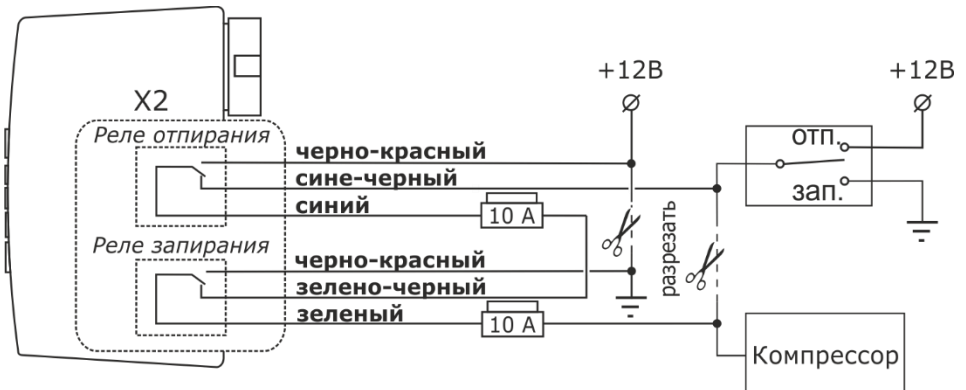 +12В
+12В
X2
Реле отпирания
отп.
черно-красный
сине-черный
зап.
синий
10 А
разрезать
Реле запирания
черно-красный
зелено-черный
зеленый
10 А
Компрессор